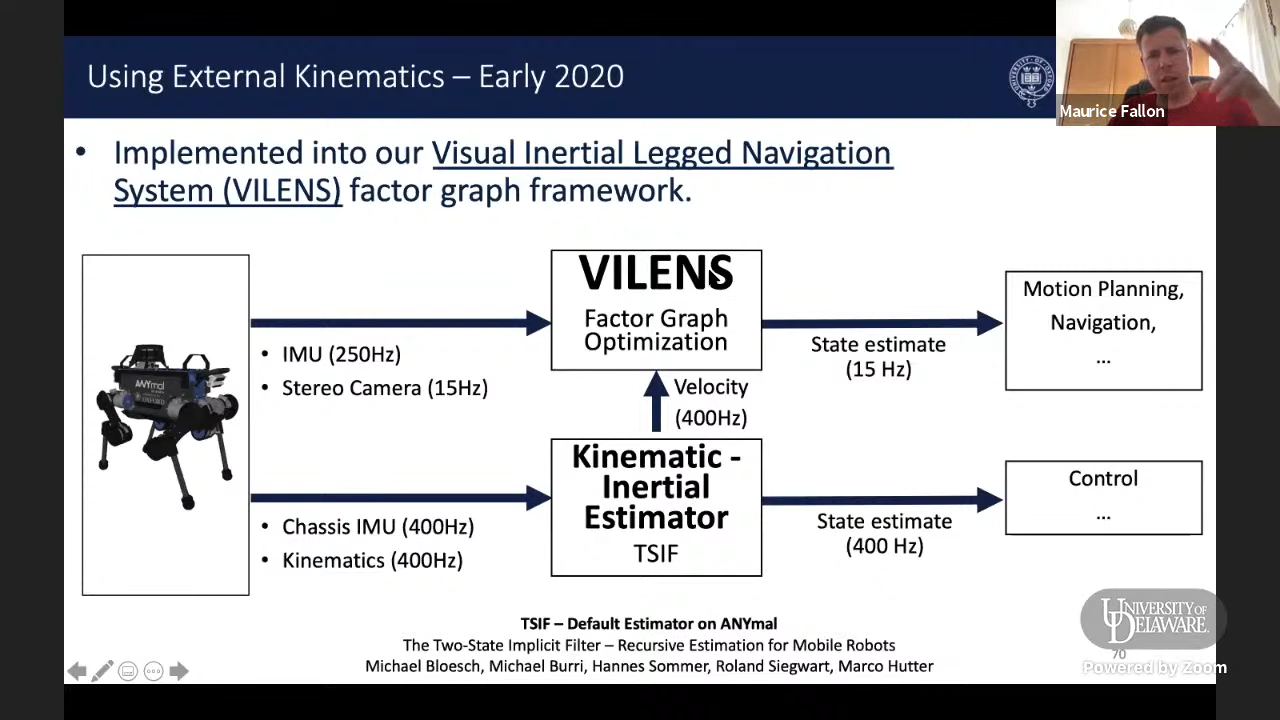 Using External Kinematics – Early 2020
Maurice Fallon
• Implemented into our Visual Inertial Legged Navigation
System (VILENS) factor graph framework.
• IMU (250Hz)
• Stereo Camera (15Hz)
VILENS
Factor Graph
Optimization
State estimate
(15 Hz)
Motion Planning,
Navigation,
...
Velocity
(400Hz)
• Chassis IMU (400Hz)
• Kinematics (400Hz)
Kinematic -
Inertial
Estimator
TSIF
State estimate
(400 Hz)
Control
...
ANYmal
TSIF – Default Estimator on ANYmal
The Two-State Implicit Filter – Recursive Estimation for Mobile Robots
Michael Bloesch, Michael Burri, Hannes Sommer, Roland Siegwart, Marco Hutter
UNIVERSITY OF
DELAWARE.
70
Powered by Zoom